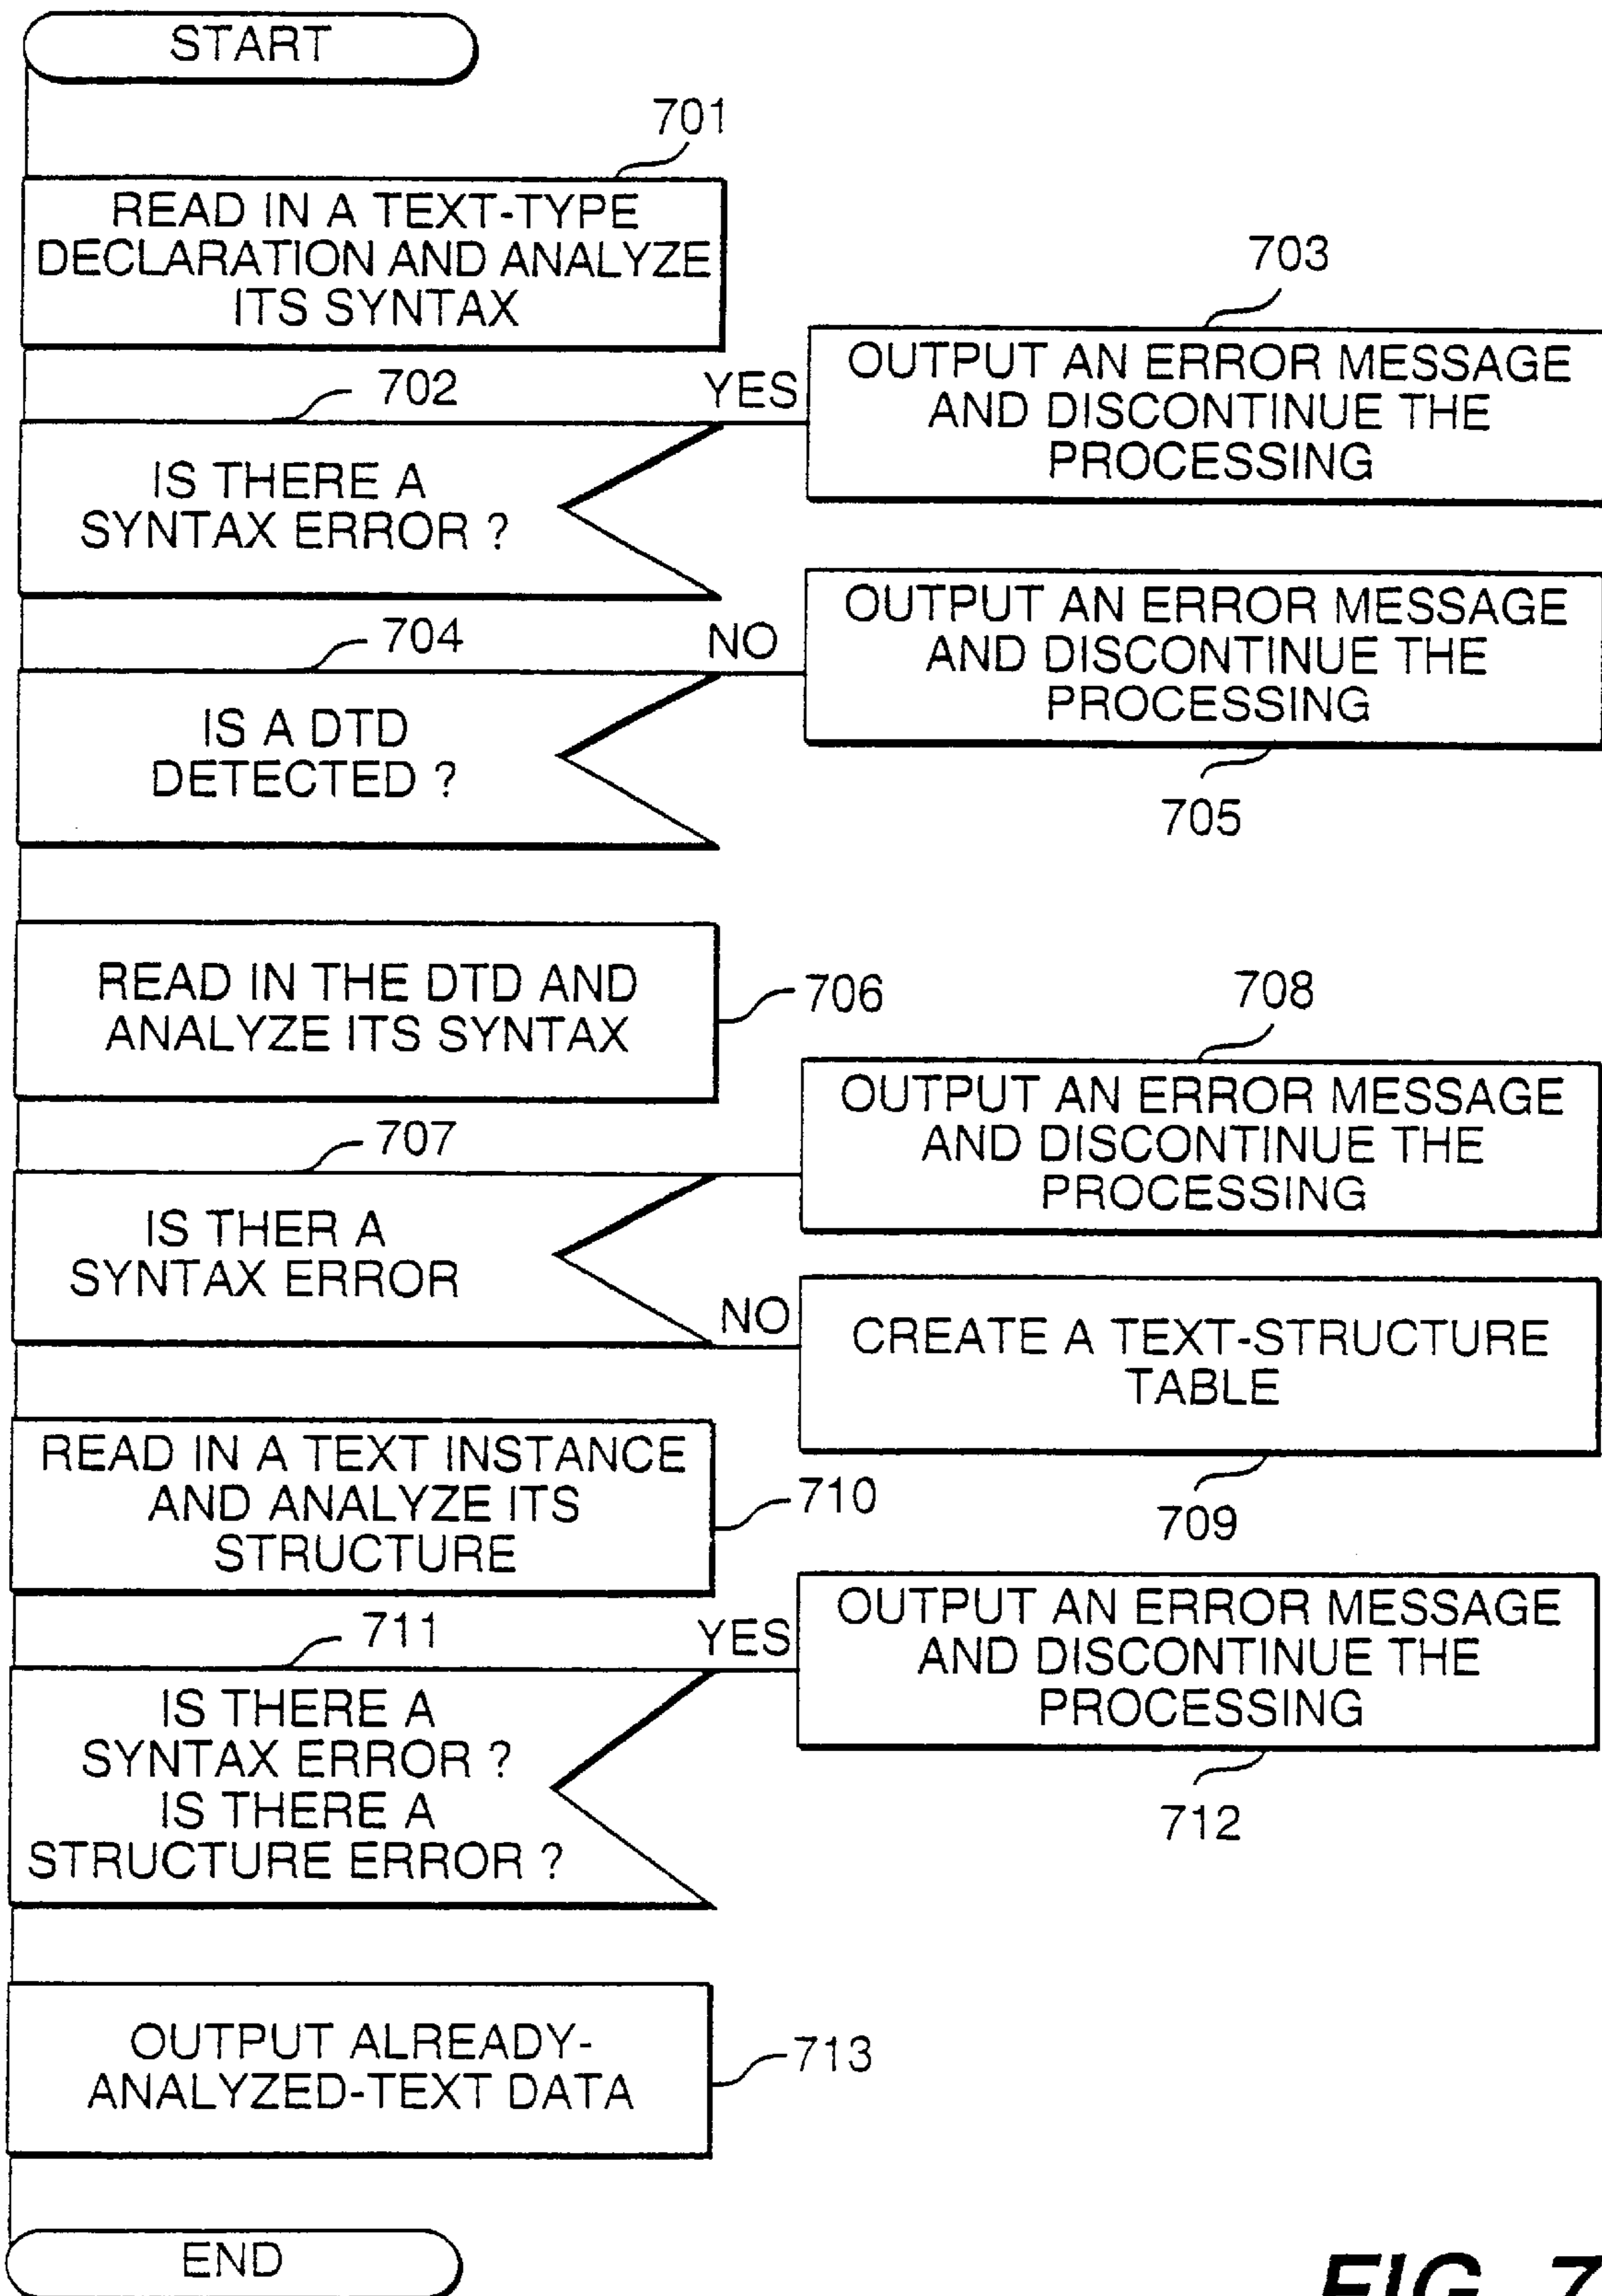 START
701
READ IN A TEXT-TYPE
DECLARATION AND ANALYZE
ITS SYNTAX
703
OUTPUT AN ERROR MESSAGE
AND DISCONTINUE THE
PROCESSING
702
YES
IS THERE A
SYNTAX ERROR ?
OUTPUT AN ERROR MESSAGE
AND DISCONTINUE THE
PROCESSING
704
NO
IS A DTD
DETECTED ?
705
READ IN THE DTD AND
ANALYZE ITS SYNTAX
706
708
OUTPUT AN ERROR MESSAGE
AND DISCONTINUE THE
PROCESSING
707
IS THER A
SYNTAX ERROR
NO
CREATE A TEXT-STRUCTURE
TABLE
709
READ IN A TEXT INSTANCE
AND ANALYZE ITS
STRUCTURE
710
OUTPUT AN ERROR MESSAGE
AND DISCONTINUE THE
PROCESSING
711
YES
IS THERE A
SYNTAX ERROR ?
IS THERE A
STRUCTURE ERROR ?
712
OUTPUT ALREADY-
ANALYZED-TEXT DATA
713
END
FIG. 7